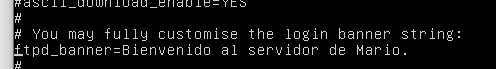 #ascii_download_enable=YES
#
# You may fully customise the login banner string:
ftpd_banner=Bienvenido al servidor de Mario.
#